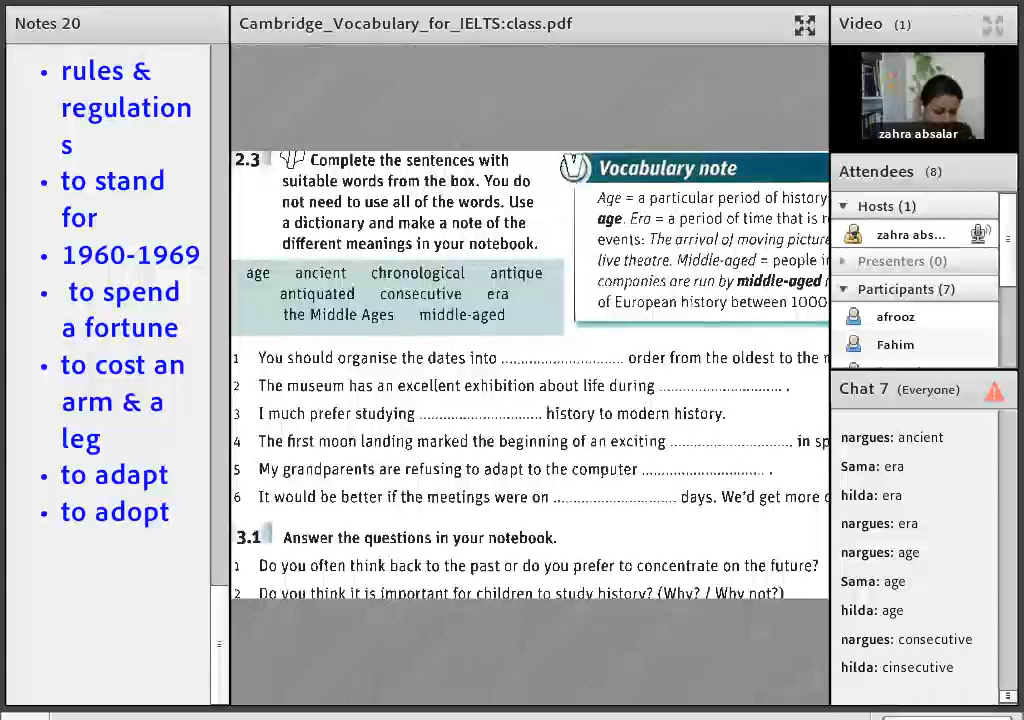 Notes 20
• rules &
regulation
s
• to stand
for
• 1960-1969
• to spend
a fortune
• to cost an
arm & a
leg
• to adapt
• to adopt
Cambridge_Vocabulary_for_IELTS:class.pdf
2.3 Complete the sentences with
suitable words from the box. You do
not need to use all of the words. Use
a dictionary and make a note of the
different meanings in your notebook.
age ancient chronological antique
antiquated consecutive era
the Middle Ages middle-aged
Vocabulary note
Age = a particular period of history
age. Era = a period of time that is
events: The arrival of moving picture
live theatre. Middle-aged = people in
companies are run by middle-aged
of European history between 1000
1 You should organise the dates into .............................. order from the oldest to the
2 The museum has an excellent exhibition about life during .............................. .
3 I much prefer studying .............................. history to modern history.
4 The first moon landing marked the beginning of an exciting .............................. in sp
5 My grandparents are refusing to adapt to the computer .............................. .
6 It would be better if the meetings were on .............................. days. We'd get more
3.1 Answer the questions in your notebook.
1 Do you often think back to the past or do you prefer to concentrate on the future?
2 Do you think it is important for children to study history? (Why? / Why not?)
Video (1)
zahra absalar
Attendees (8)
Hosts (1)
zahra abs...
Presenters (0)
Participants (7)
afrooz
Fahim
Chat 7 (Everyone)
nargues: ancient
Sama: era
hilda: era
nargues: era
nargues: age
Sama: age
hilda: age
nargues: consecutive
hilda: cinsecutive